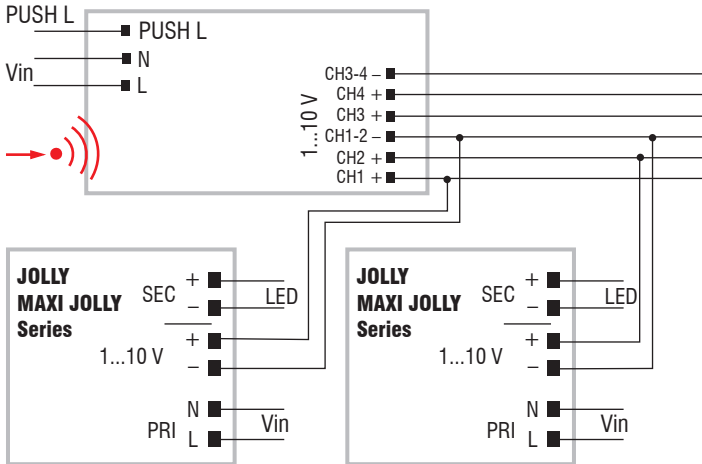 PUSH L
PUSH L
N
Vin
L
1...10 V
CH3-4 –
CH4 +
CH3 +
CH1-2 –
CH2 +
CH1 +
JOLLY
MAXI JOLLY
Series
SEC
+
–
LED
1...10 V
+
–
PRI
N
L
Vin
JOLLY
MAXI JOLLY
Series
SEC
+
–
LED
1...10 V
+
–
PRI
N
L
Vin